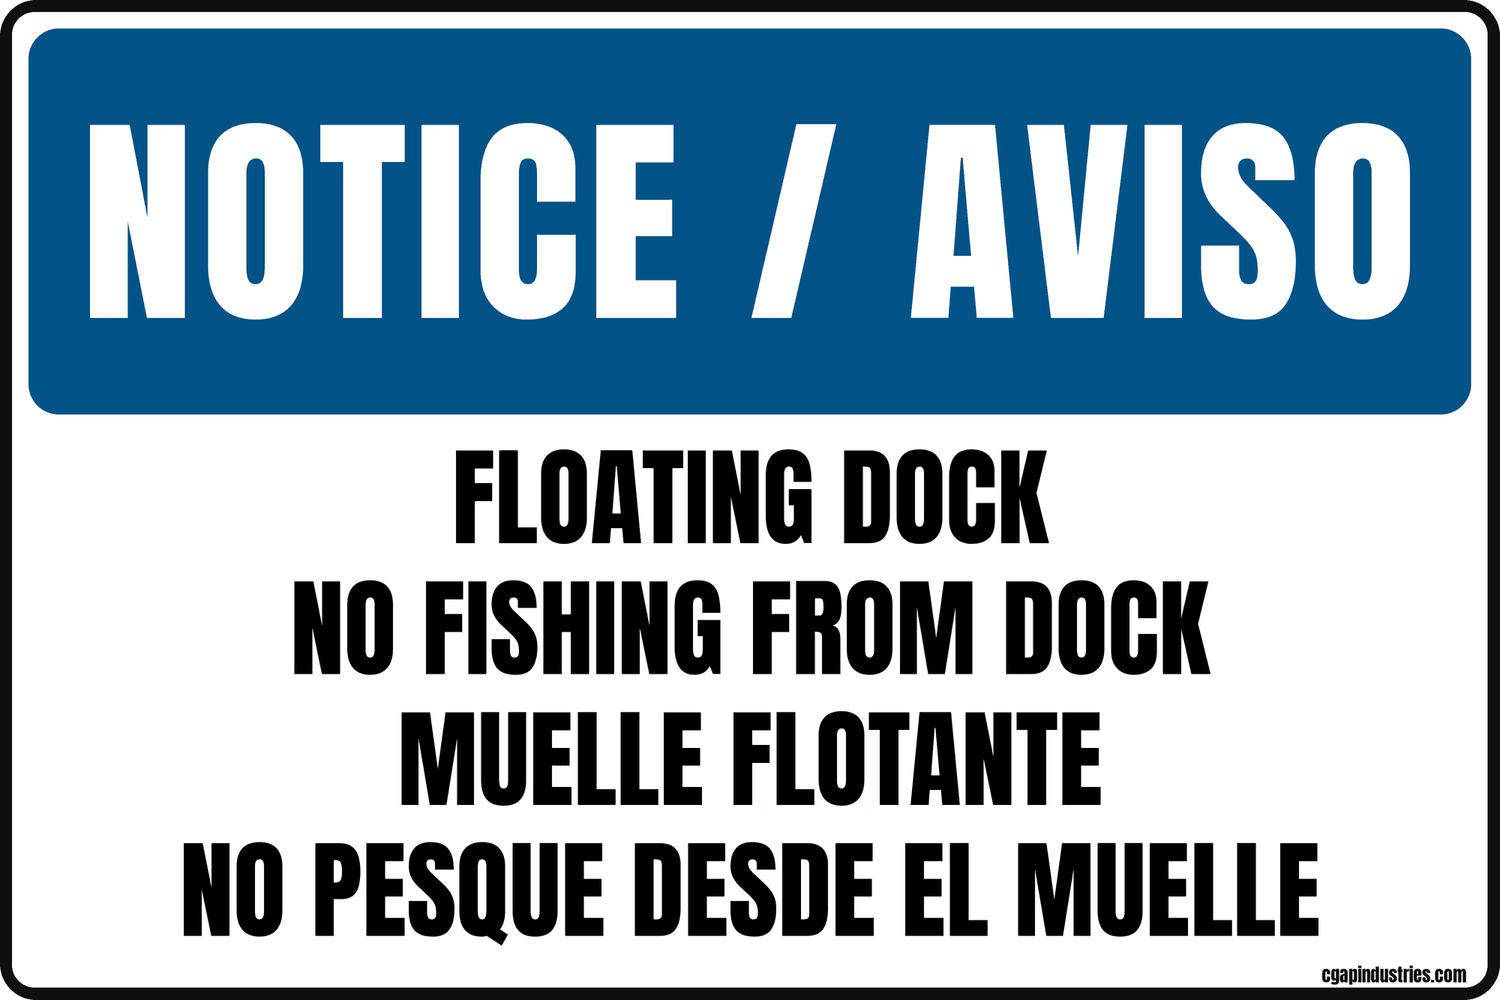 NOTICE / AVISO
FLOATING DOCK
NO FISHING FROM DOCK
MUELLE FLOTANTE
NO PESQUE DESDE EL MUELLE
cgapindustries.com